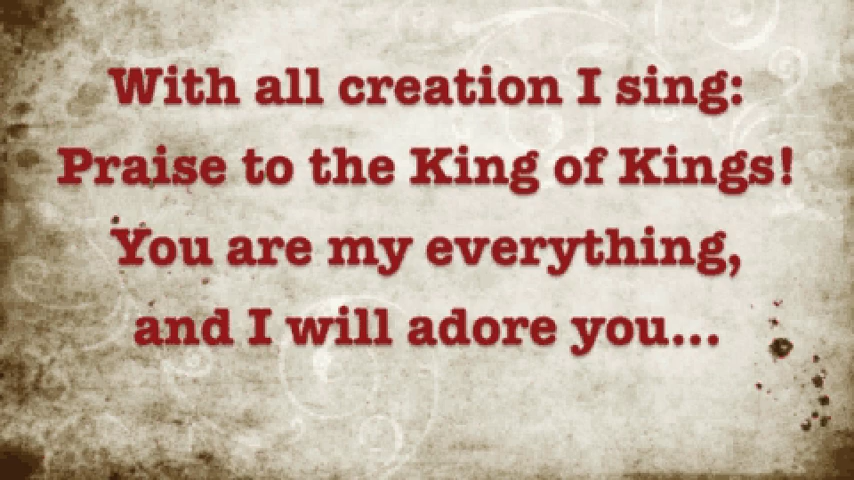 With all creation I sing:
Praise to the King of Kings!
You are my everything,
and I will adore you...